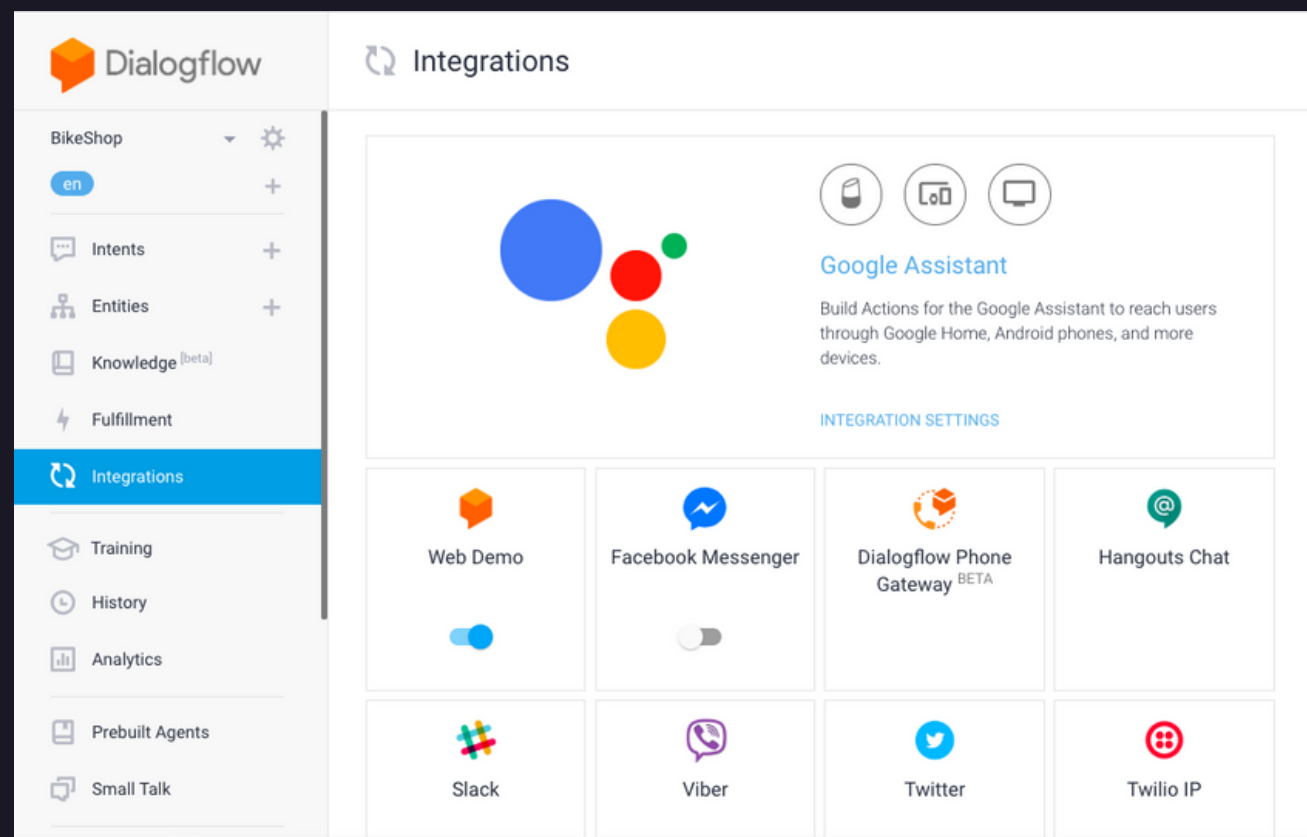 Dialogflow
Integrations
BikeShop
en
Intents
Entities
Knowledge [beta]
Fulfillment
Integrations
Training
History
Analytics
Prebuilt Agents
Small Talk
Google Assistant
Build Actions for the Google Assistant to reach users
through Google Home, Android phones, and more
devices.
INTEGRATION SETTINGS
Web Demo
Facebook Messenger
Dialogflow Phone
Gateway BETA
Hangouts Chat
Slack
Viber
Twitter
Twilio IP